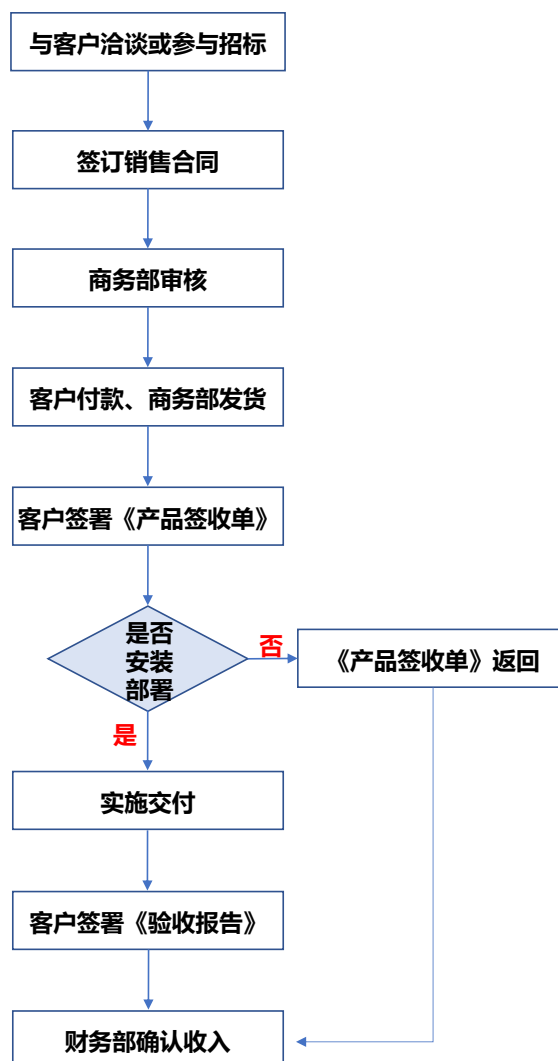 与客户洽谈或参与招标
签订销售合同
商务部审核
客户付款、商务部发货
客户签署《产品签收单》
是否
安装
部署
否
《产品签收单》返回
是
实施交付
客户签署《验收报告》
财务部确认收入